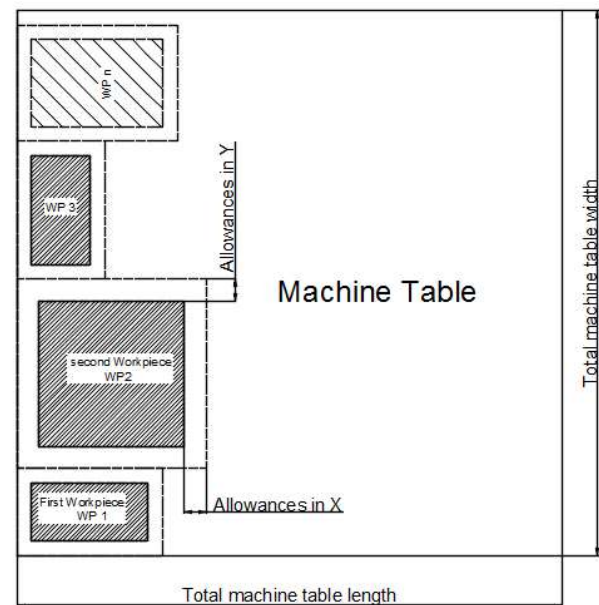 WP n
WP 3
Allowances in Y
Machine Table
Total machine table width
second Workpiece
WP2
First Workpiece
WP 1
Allowances in X
Total machine table length